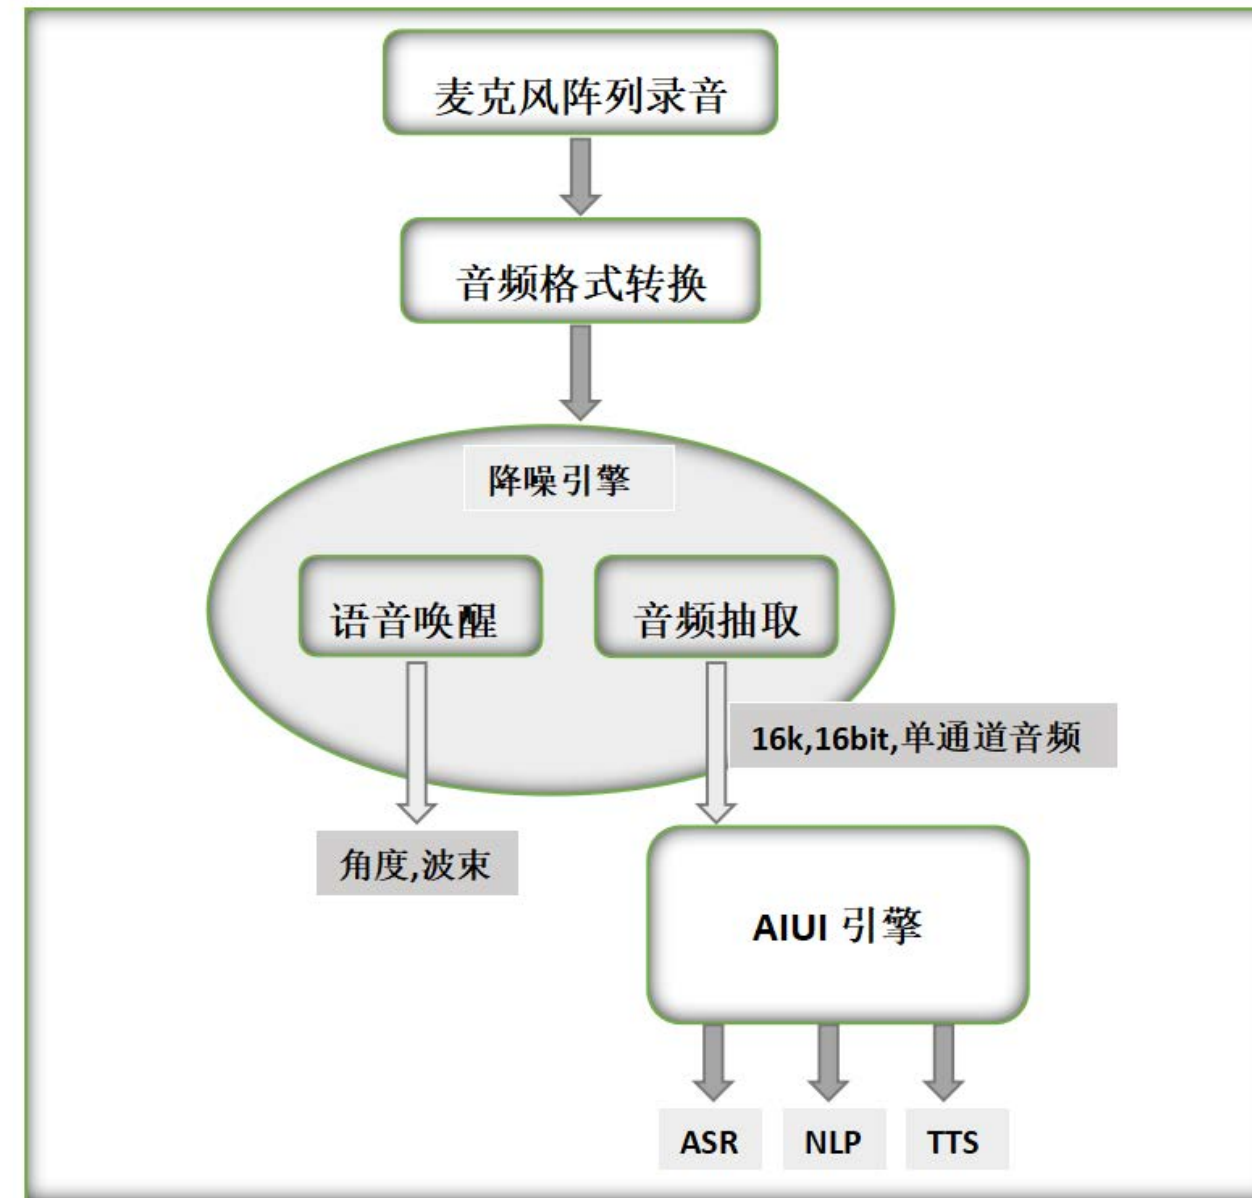 麦克风阵列录音
音频格式转换
降噪引擎
语音唤醒
音频抽取
16k,16bit,单通道音频
角度,波束
AIUI 引擎
ASR
NLP
TTS